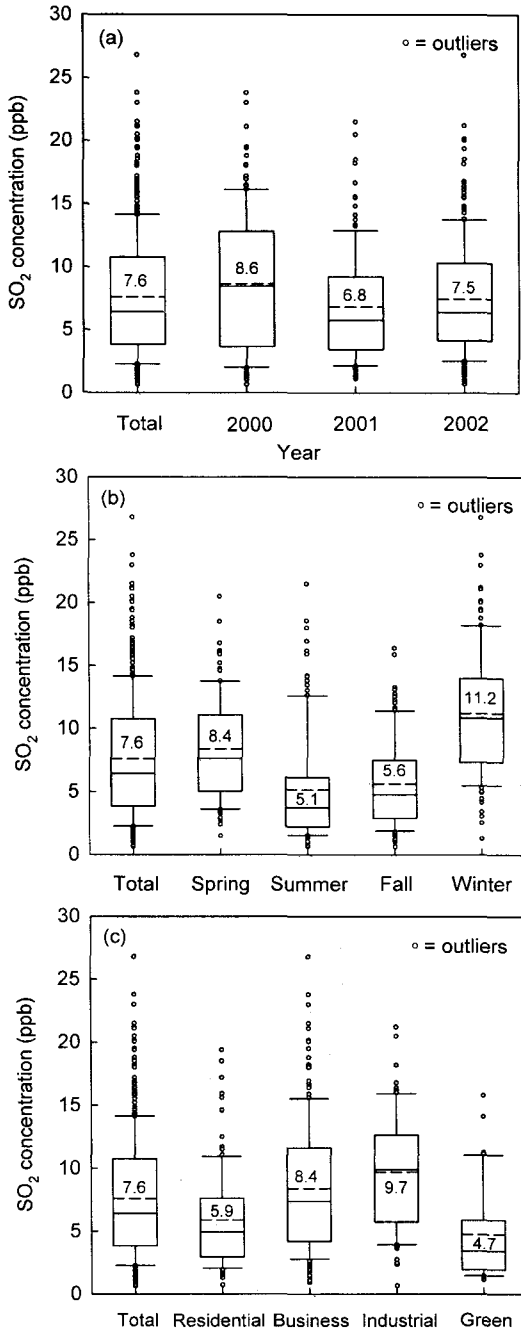 (a)
o = outliers
SO₂ concentration (ppb)
30
25
20
15
10
5
0
7.6
8.6
6.8
7.5
Total 2000 2001 2002
Year
(b)
o = outliers
SO₂ concentration (ppb)
30
25
20
15
10
5
0
7.6
8.4
5.1
5.6
11.2
Total Spring Summer Fall Winter
(c)
o = outliers
SO₂ concentration (ppb)
30
25
20
15
10
5
0
7.6
5.9
8.4
9.7
4.7
Total Residential Business Industrial Green